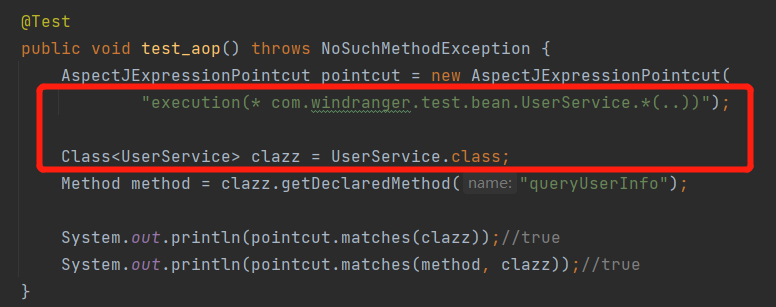 @Test
public void test_aop() throws NoSuchMethodException {
AspectJExpressionPointcut pointcut = new AspectJExpressionPointcut(
"execution(* com.windranger.test.bean.UserService.*(..))");
Class<UserService> clazz = UserService.class;
Method method = clazz.getDeclaredMethod( name: "queryUserInfo");
System.out.println(pointcut.matches(clazz));//true
System.out.println(pointcut.matches(method, clazz));//true
}